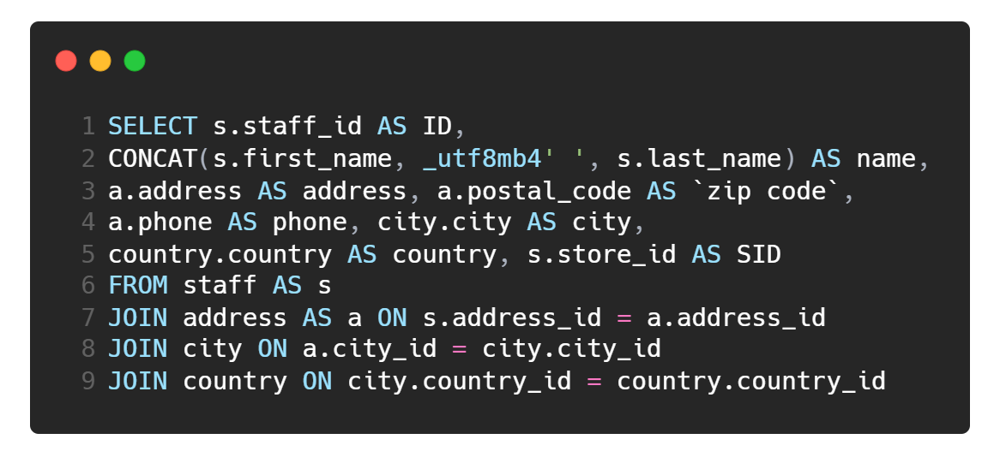 1 SELECT s.staff_id AS ID,
2 CONCAT(s.first_name, _utf8mb4' ', s.last_name) AS name,
3 a.address AS address, a.postal_code AS `zip code`,
4 a.phone AS phone, city.city AS city,
5 country.country AS country, s.store_id AS SID
6 FROM staff AS s
7 JOIN address AS a ON s.address_id = a.address_id
8 JOIN city ON a.city_id = city.city_id
9 JOIN country ON city.country_id = country.country_id